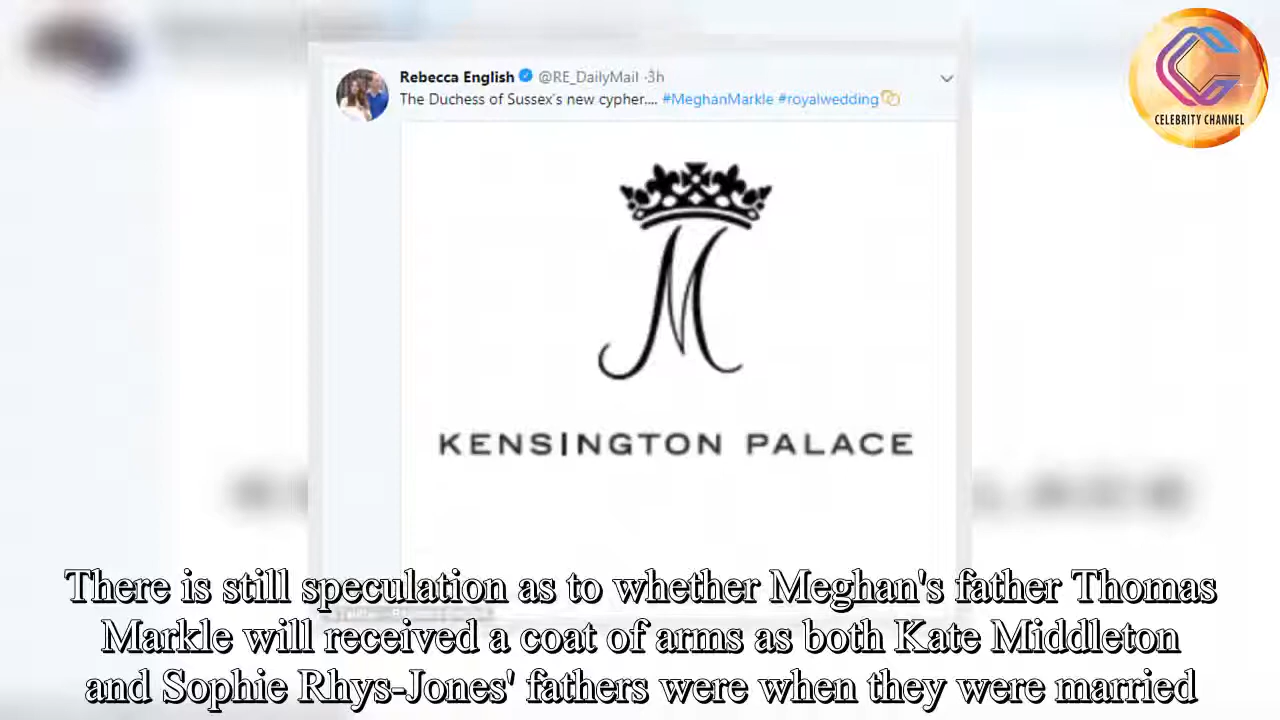 Rebecca English @RE_DailyMail ·3h
The Duchess of Sussex's new cypher.... #MeghanMarkle #royalwedding
CELEBRITY CHANNEL
M
KENSINGTON PALACE
There is still speculation as to whether Meghan's father Thomas
Markle will received a coat of arms as both Kate Middleton
and Sophie Rhys-Jones' fathers were when they were married